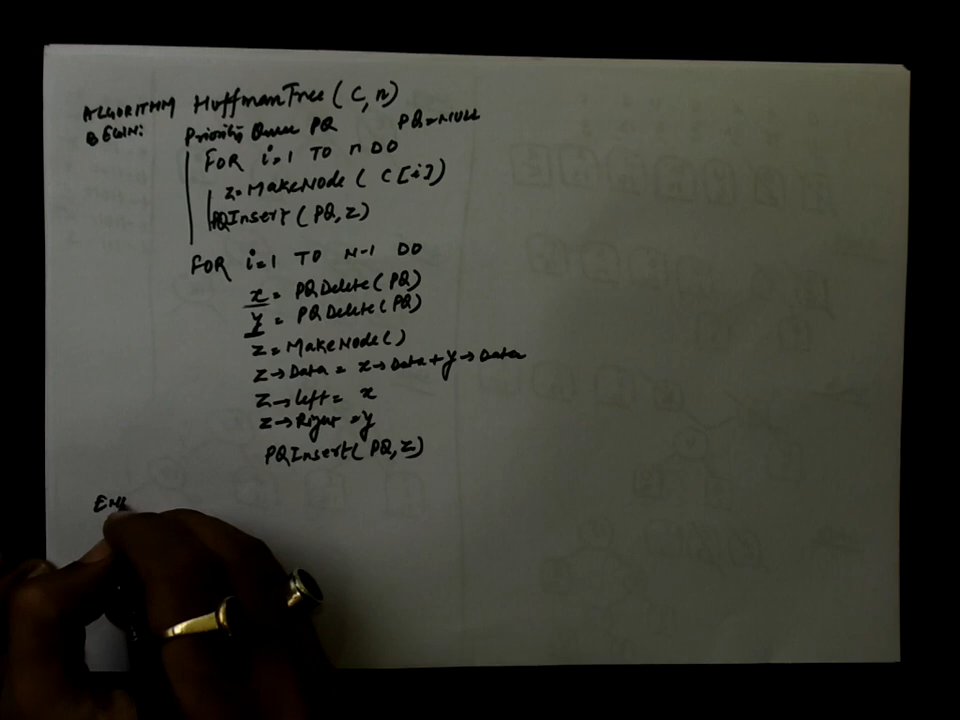 ALGORITHM HuffmanTree (C, n)
BEGIN: Priority Queue PQ PQ=NULL
FOR i=1 TO n DO
Z=MakeNode (C[i])
PQInsert (PQ, Z)
FOR i=1 TO N-1 DO
x = PQDelete(PQ)
y = PQDelete(PQ)
Z=MakeNode()
Z→Data = x→Data+y→Data
Z→Left= x
Z→Right =y
PQInsert( PQ, Z)
EN